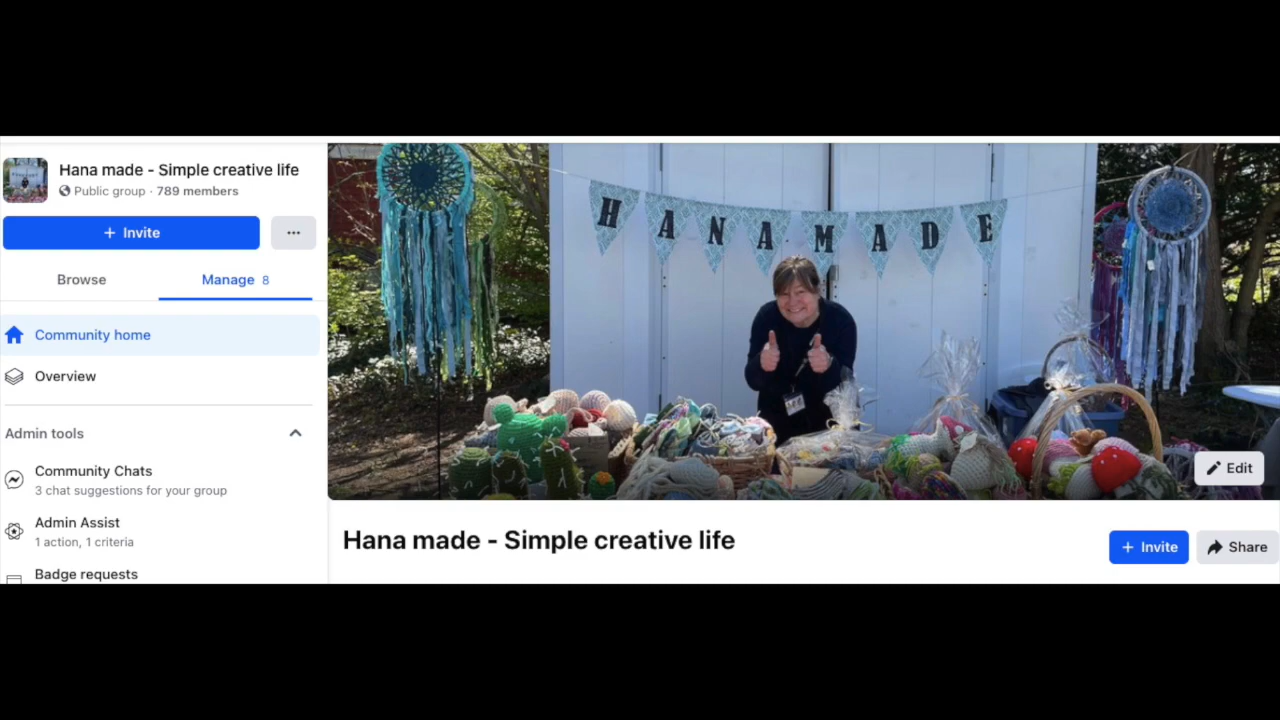 Hana made - Simple creative life
Public group · 789 members
+ Invite
Browse
Manage 8
Community home
Overview
Admin tools
Community Chats
3 chat suggestions for your group
Admin Assist
1 action, 1 criteria
Badge requests
HANAMADE
Edit
Hana made - Simple creative life
+ Invite
Share